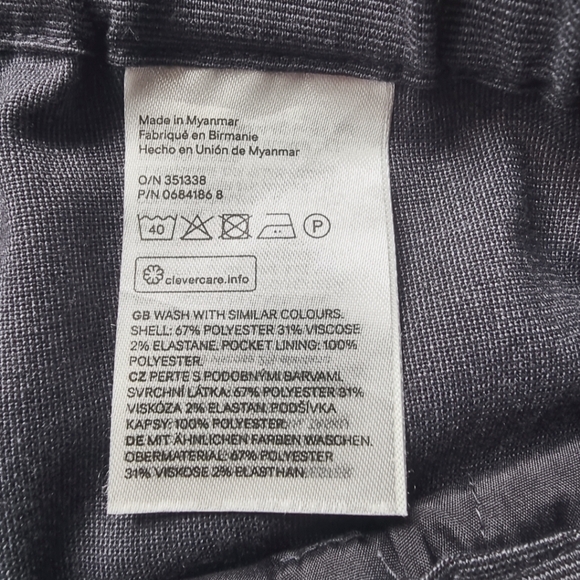 Made in Myanmar
Fabriqué en Birmanie
Hecho en Unión de Myanmar
O/N 351338
P/N 0684186 8
40 P
clevercare.info
GB WASH WITH SIMILAR COLOURS.
SHELL: 67% POLYESTER 31% VISCOSE
2% ELASTANE. POCKET LINING: 100%
POLYESTER.
CZ PERTE S PODOBNÝMI BARVAMI.
SVRCHNÍ LÁTKA: 67% POLYESTER 31%
VISKÓZA 2% ELASTAN. PODŠÍVKA
KAPSY: 100% POLYESTER.
DE MIT ÄHNLICHEN FARBEN WASCHEN.
OBERMATERIAL: 67% POLYESTER
31% VISKOSE 2% ELASTHAN.